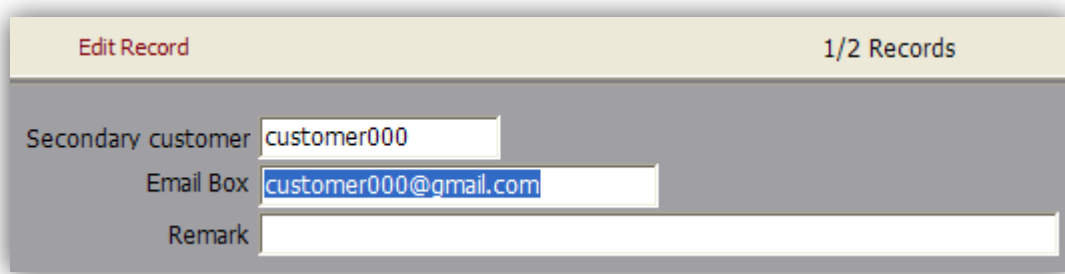 Edit Record 1/2 Records
Secondary customer customer000
Email Box customer000@gmail.com
Remark